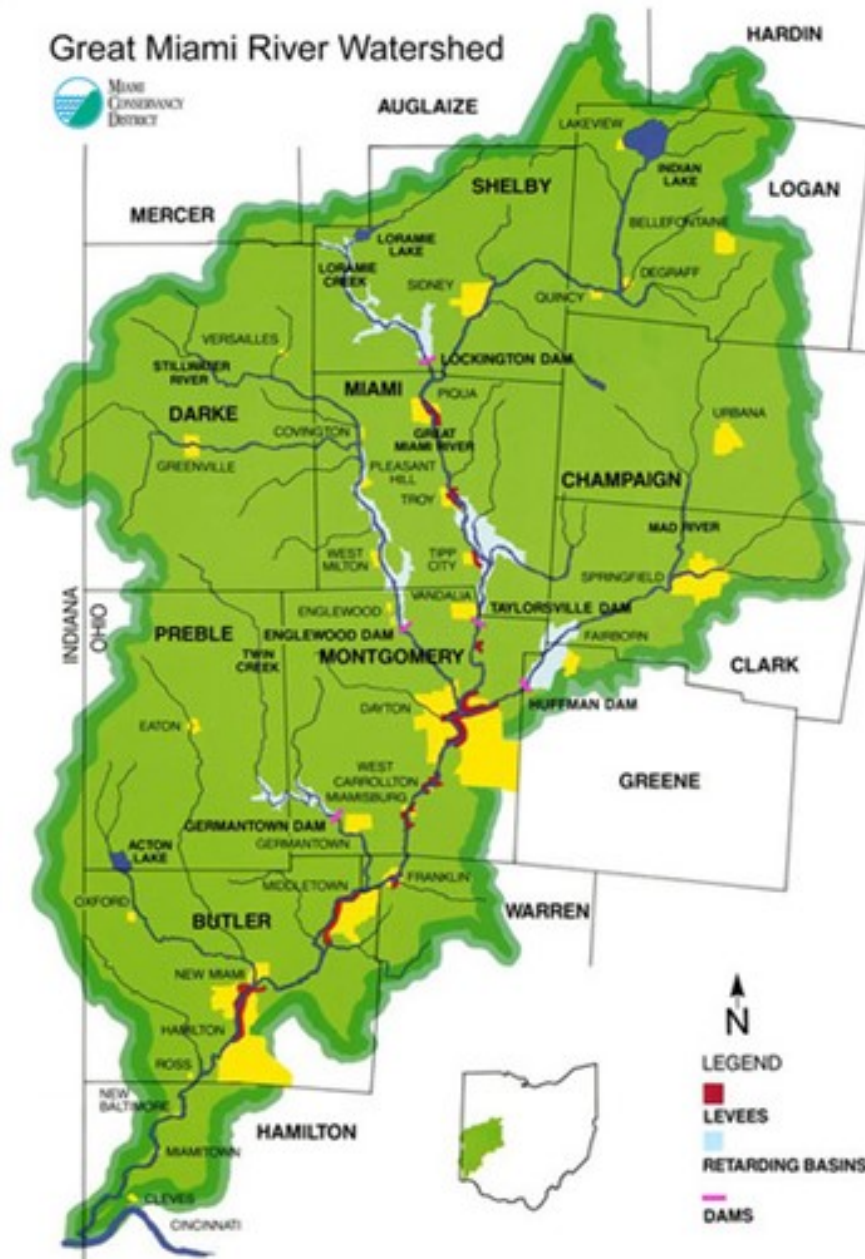 Great Miami River Watershed
MIAMI
CONSERVANCY
DISTRICT
HARDIN
AUGLAIZE
LAKEVIEW
INDIAN
LAKE
LOGAN
SHELBY
MERCER
BELLEFONTAINE
LORAMIE
LAKE
LORAMIE
CREEK
SIDNEY
DEGRAFF
QUINCY
VERSAILLES
LOCKINGTON DAM
STILLWATER
RIVER
MIAMI
PIQUA
DARKE
URBANA
COVINGTON
GREAT
MIAMI RIVER
GREENVILLE
PLEASANT
HILL
CHAMPAIGN
TROY
MAD RIVER
WEST
MILTON
TIPP
CITY
SPRINGFIELD
VANDALIA
INDIANA
OHIO
ENGLEWOOD
TAYLORSVILLE DAM
PREBLE
ENGLEWOOD DAM
FAIRBORN
TWIN
CREEK
MONTGOMERY
CLARK
HUFFMAN DAM
DAYTON
EATON
WEST
CARROLLTON
GREENE
MIAMISBURG
GERMANTOWN DAM
GERMANTOWN
ACTON
LAKE
MIDDLETOWN
FRANKLIN
OXFORD
BUTLER
WARREN
NEW MIAMI
HAMILTON
ROSS
NEW
BALTIMORE
HAMILTON
MIAMITOWN
CLEVES
CINCINNATI
N
LEGEND
LEVEES
RETARDING BASINS
DAMS